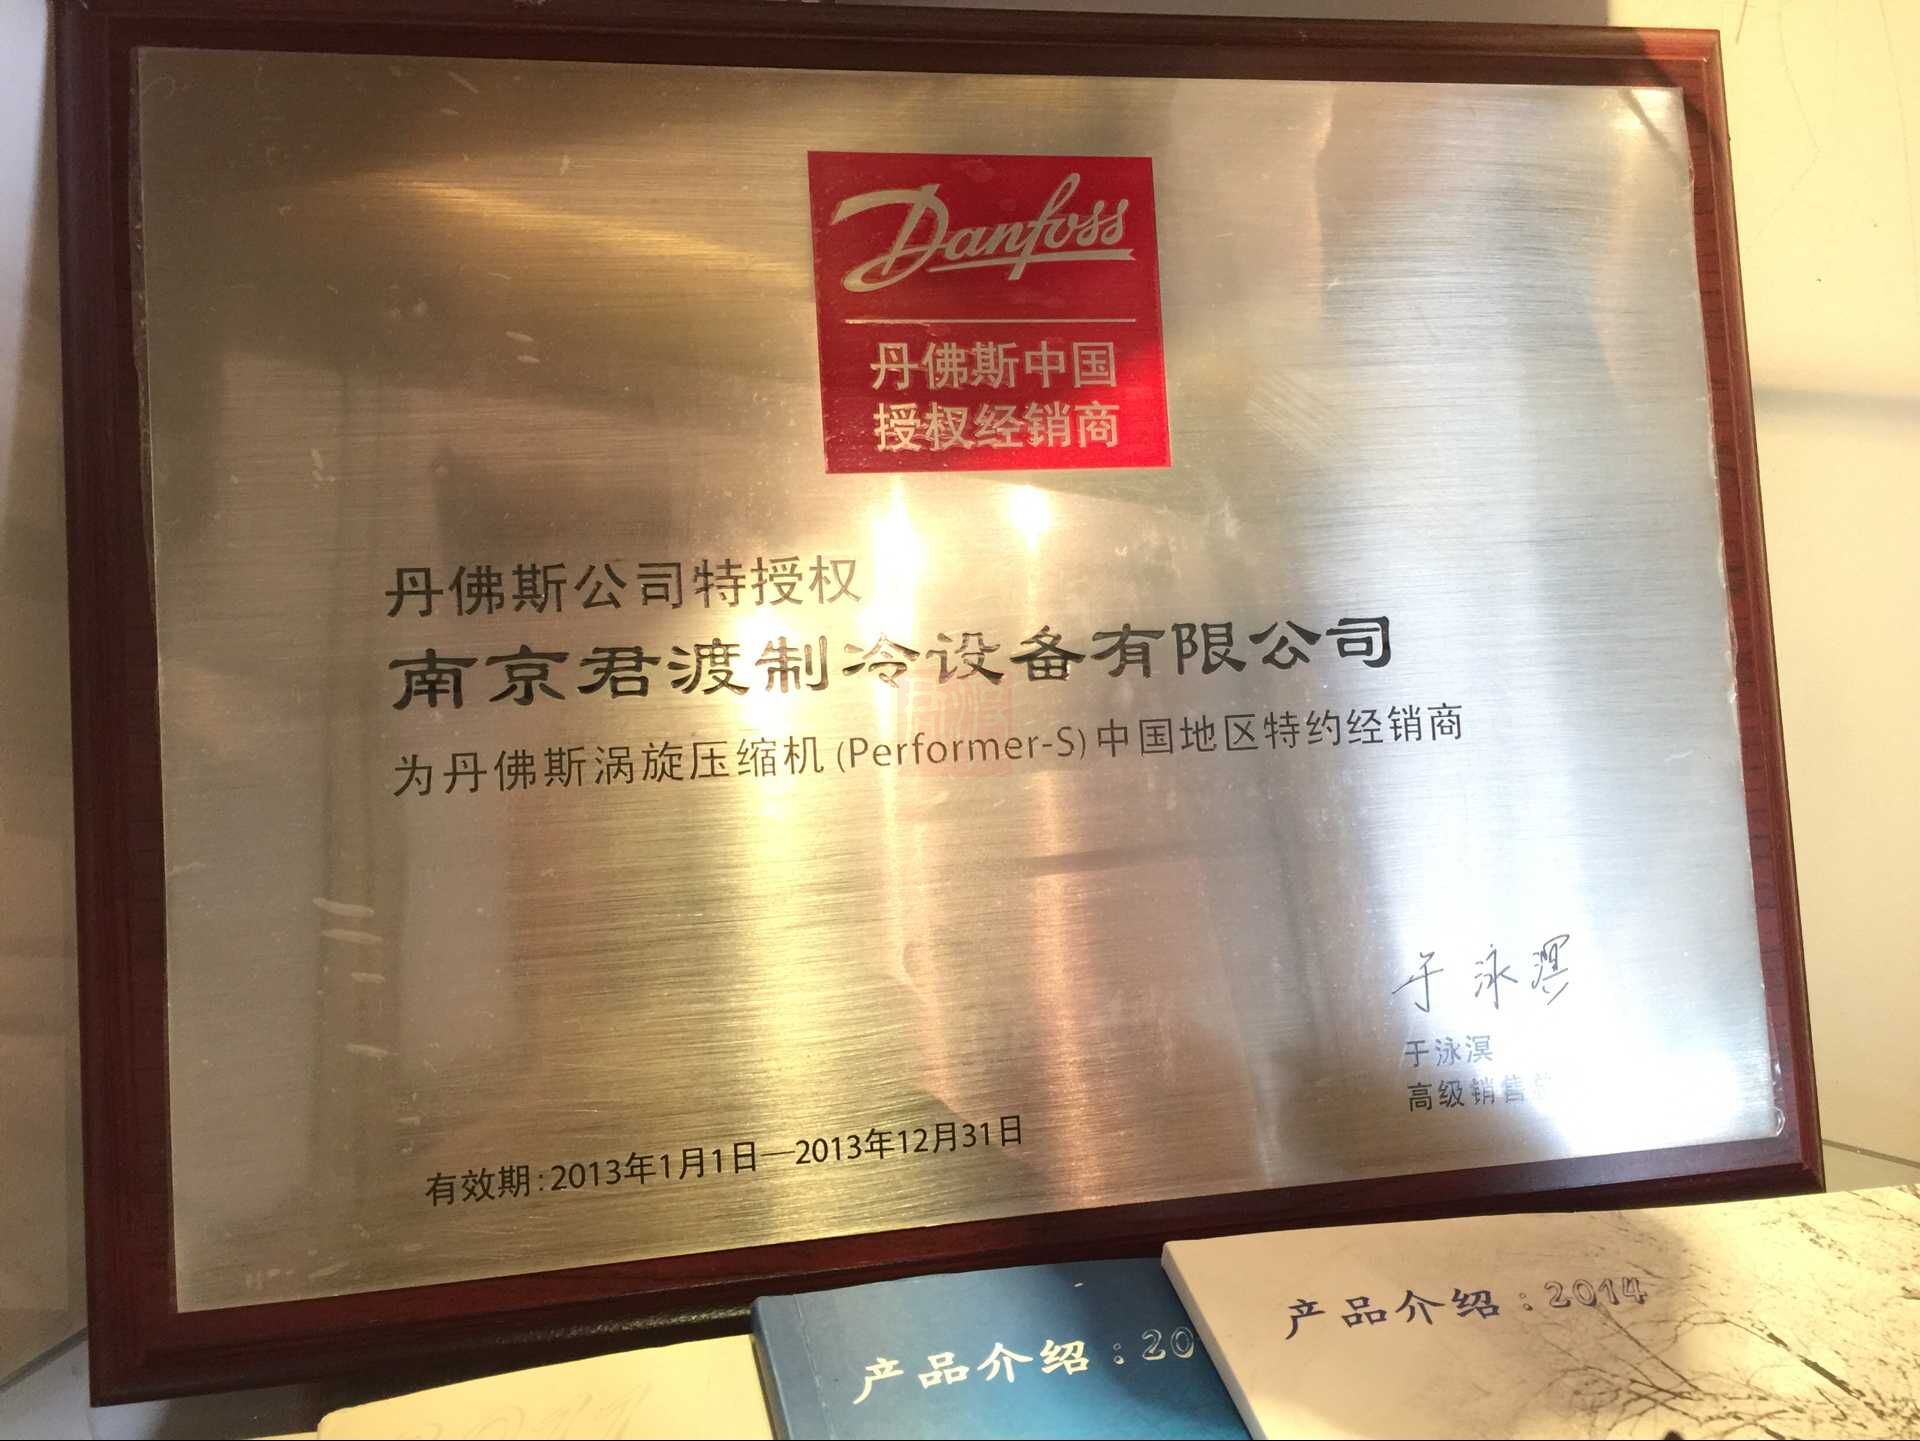 Danfoss
丹佛斯中国
授权经销商
丹佛斯公司特授权
南京君渡制冷设备有限公司
为丹佛斯涡旋压缩机(Performer-S)中国地区特约经销商
于泳溟
于泳溟
高级销售
有效期:2013年1月1日—2013年12月31日
产品介绍:20
产品介绍:2014